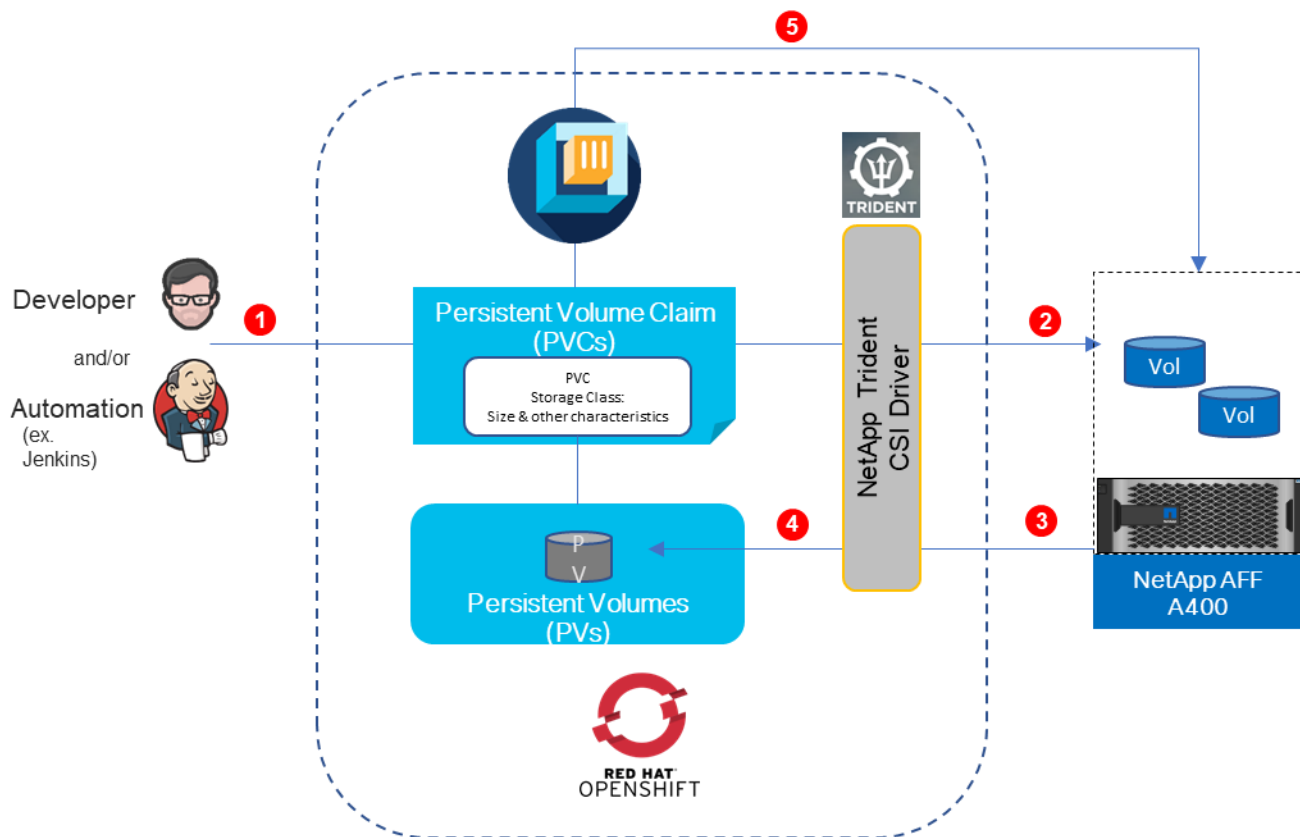 5
TRIDENT
Developer
1
and/or
Automation
(ex.
Jenkins)
Persistent Volume Claim
(PVCs)
PVC
Storage Class:
Size & other characteristics
NetApp Trident
CSI Driver
2
Vol
Vol
P
V
Persistent Volumes
(PVs)
4
3
NetApp AFF
A400
RED HAT
OPENSHIFT